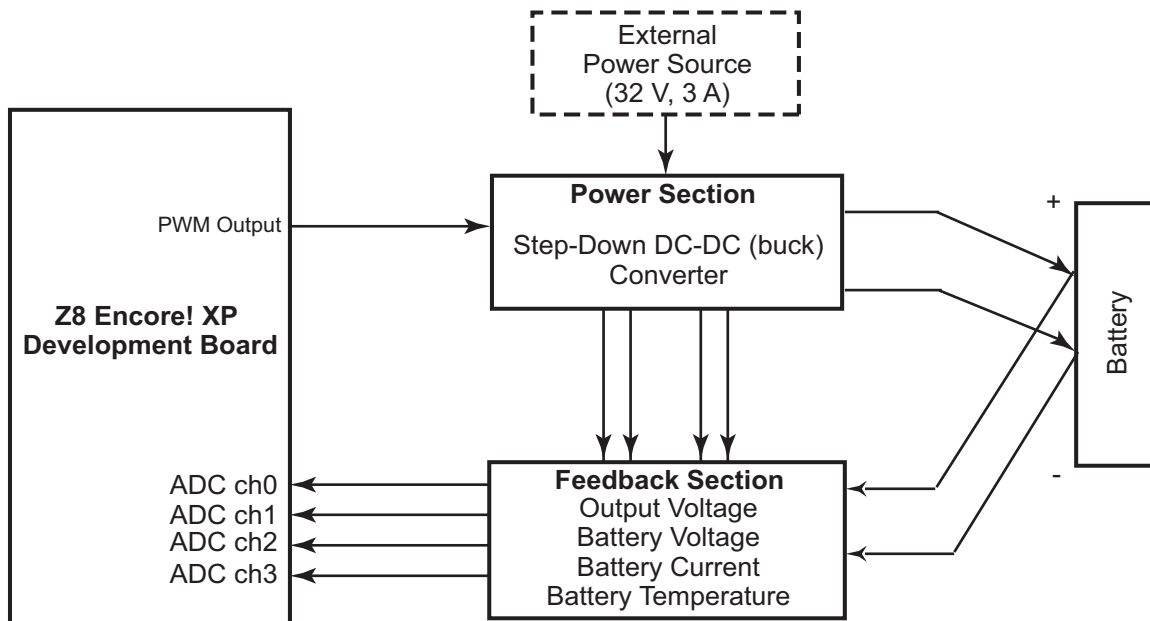 External
Power Source
(32 V, 3 A)
Power Section
Step-Down DC-DC (buck)
Converter
PWM Output
Z8 Encore! XP
Development Board
+
Battery
-
ADC ch0
ADC ch1
ADC ch2
ADC ch3
Feedback Section
Output Voltage
Battery Voltage
Battery Current
Battery Temperature